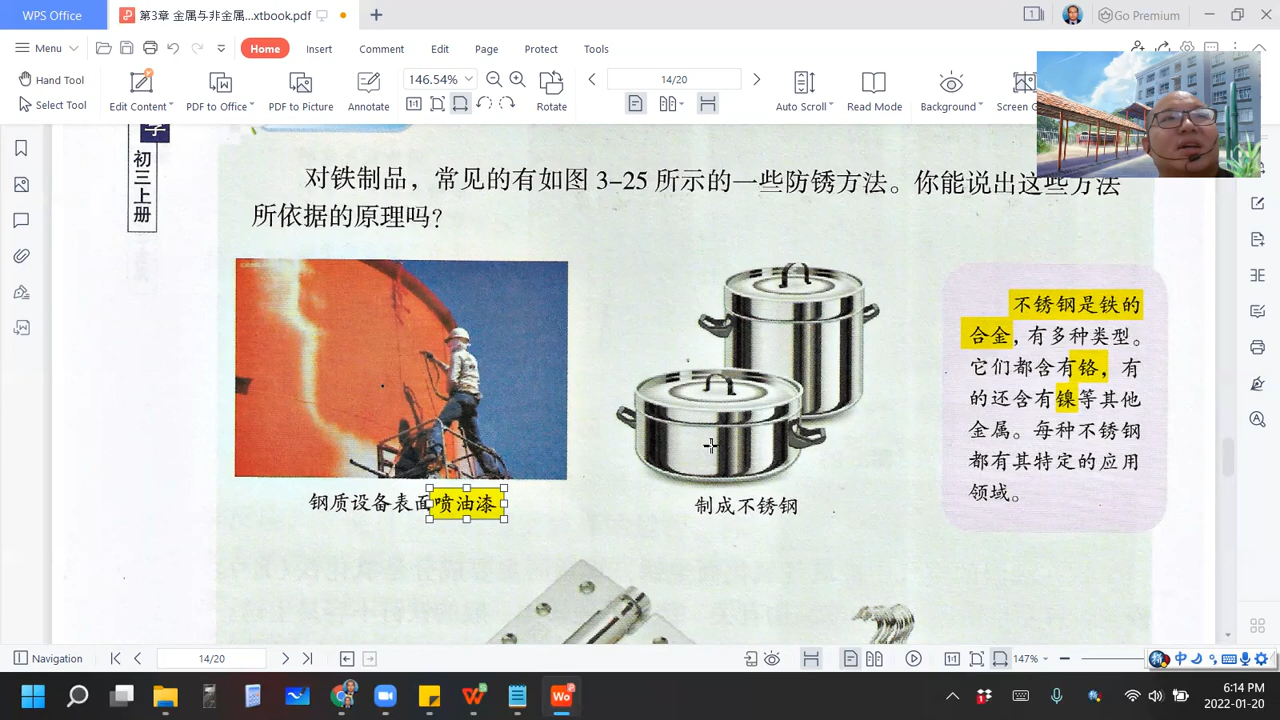 WPS Office
第3章 金属与非金属...xtbook.pdf
Go Premium
Menu
Home
Insert
Comment
Edit
Page
Protect
Tools
Hand Tool
Select Tool
Edit Content
PDF to Office
PDF to Picture
Annotate
146.54%
Rotate
14/20
Auto Scroll
Read Mode
Background
Screen G
学
初三上册
对铁制品，常见的有如图 3-25 所示的一些防锈方法。你能说出这些方法
所依据的原理吗？
钢质设备表面喷油漆
制成不锈钢
不锈钢是铁的
合金，有多种类型。
它们都含有铬，有
的还含有镍等其他
金属。每种不锈钢
都有其特定的应用
领域。
Navigation
14/20
147%
中
6:14 PM
2022-01-20